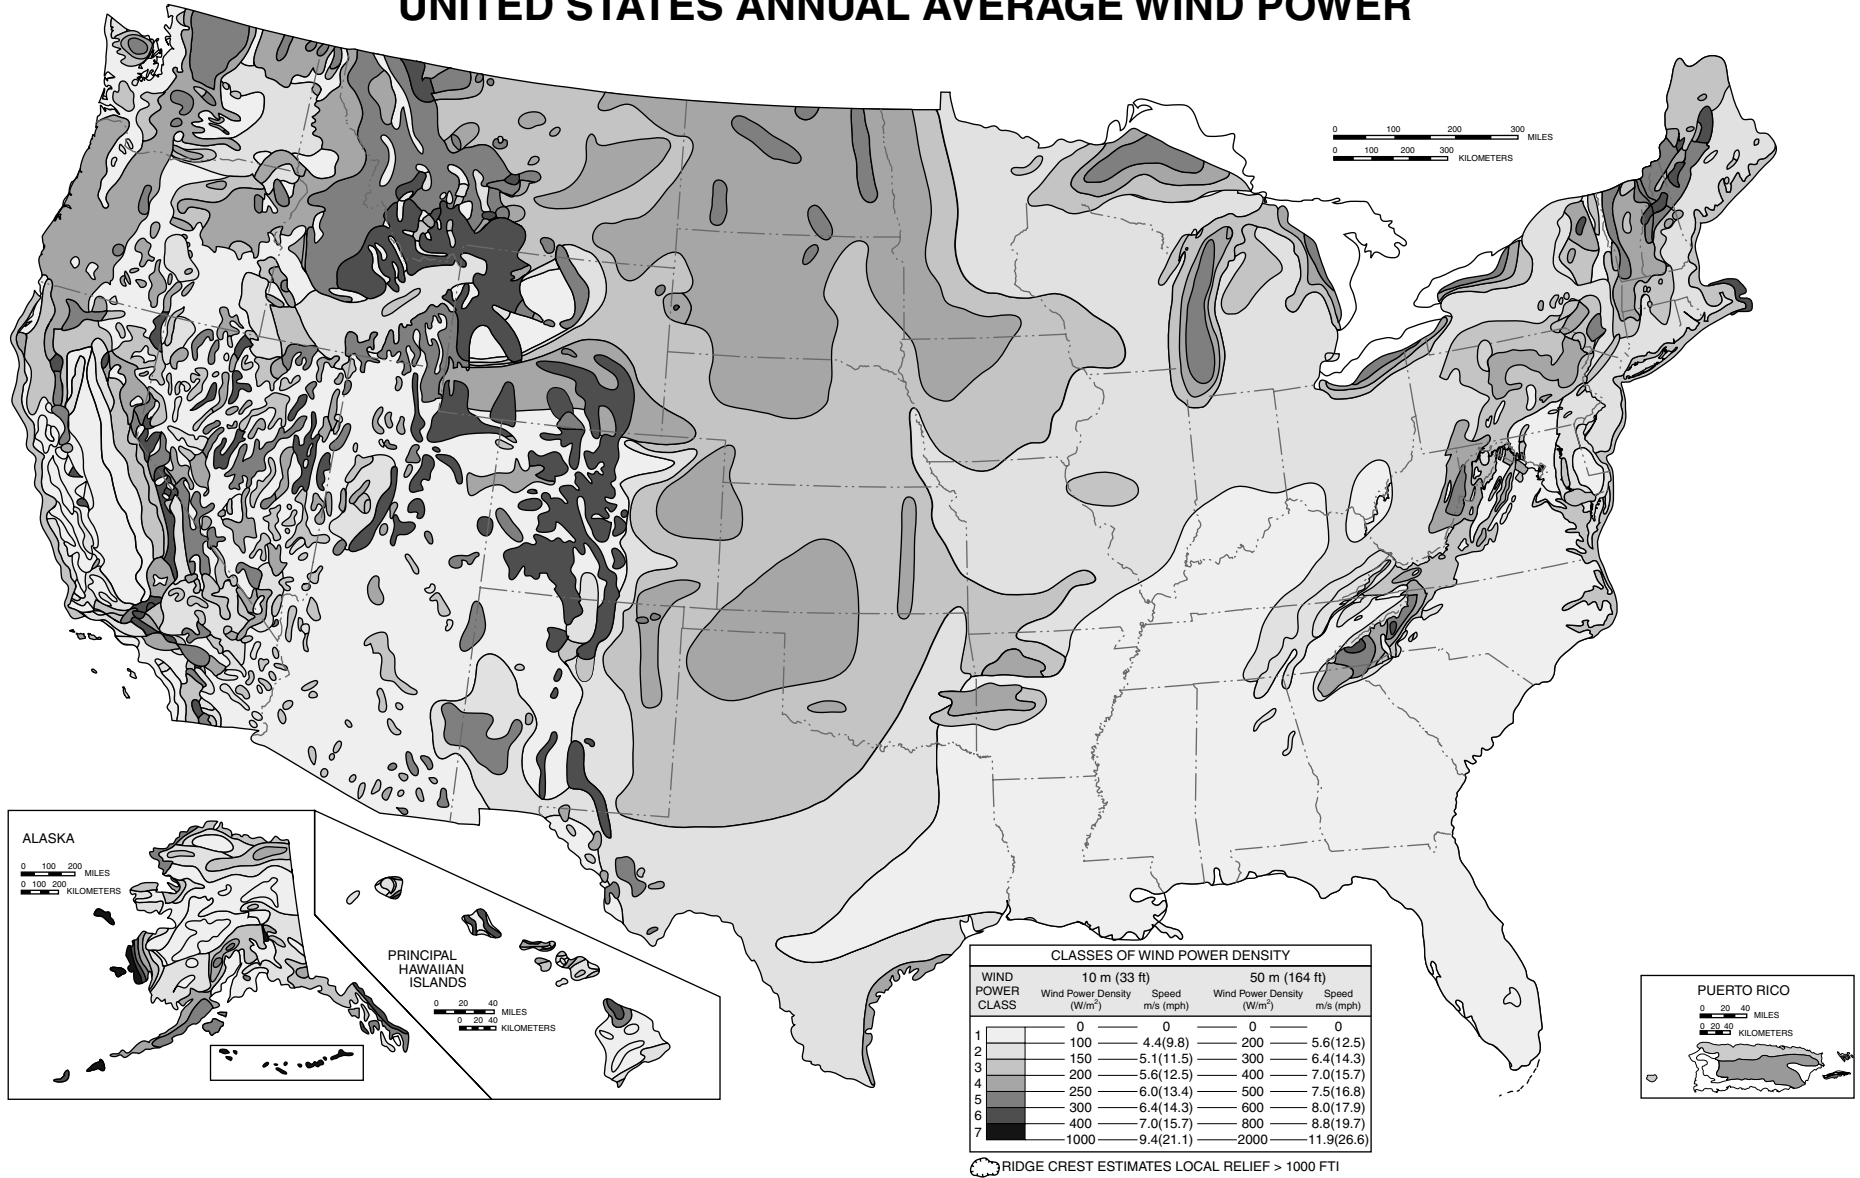 UNITED STATES ANNUAL AVERAGE WIND POWER
0 100 200 300 MILES
0 100 200 300 KILOMETERS
ALASKA
0 100 200 MILES
0 100 200 KILOMETERS
PRINCIPAL
HAWAIIAN
ISLANDS
0 20 40 MILES
0 20 40 KILOMETERS
CLASSES OF WIND POWER DENSITY
WIND POWER CLASS 10 m (33 ft) 50 m (164 ft)
Wind Power Density (W/m²) Speed m/s (mph) Wind Power Density (W/m²) Speed m/s (mph)
0 0 0 0
1
100 4.4(9.8) 200 5.6(12.5)
2
150 5.1(11.5) 300 6.4(14.3)
3
200 5.6(12.5) 400 7.0(15.7)
4
250 6.0(13.4) 500 7.5(16.8)
5
300 6.4(14.3) 600 8.0(17.9)
6
400 7.0(15.7) 800 8.8(19.7)
7
1000 9.4(21.1) 2000 11.9(26.6)
RIDGE CREST ESTIMATES LOCAL RELIEF > 1000 FTI
PUERTO RICO
0 20 40 MILES
0 20 40 KILOMETERS